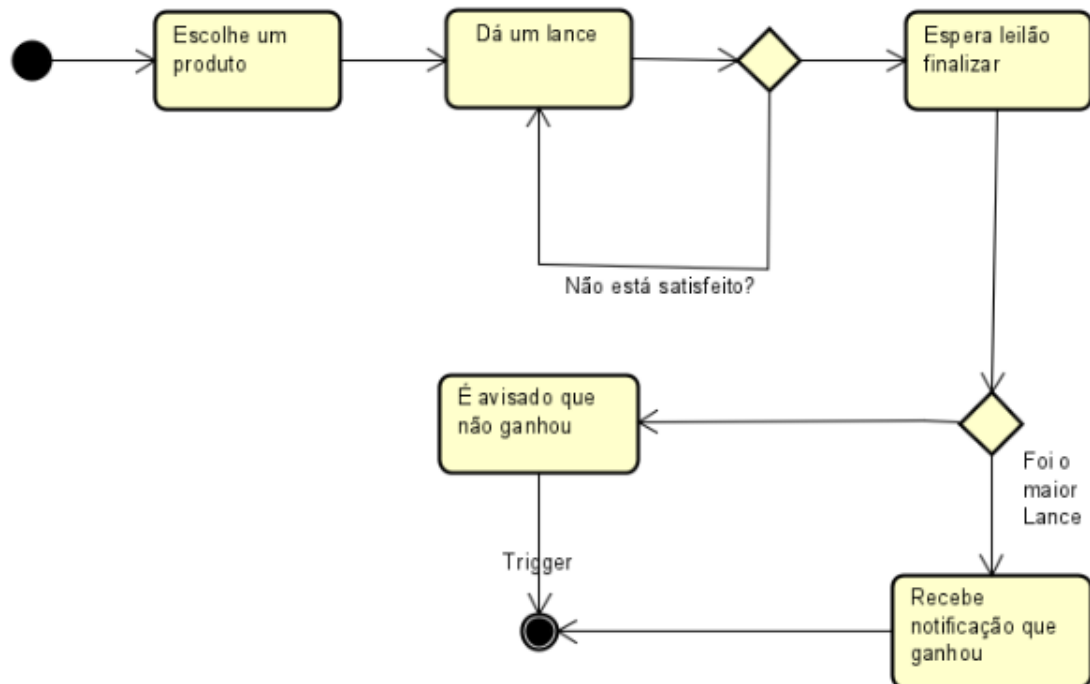 Escolhe um
produto
Dá um lance
Espera leilão
finalizar
Não está satisfeito?
É avisado que
não ganhou
Foi o
maior
Lance
Trigger
Recebe
notificação que
ganhou